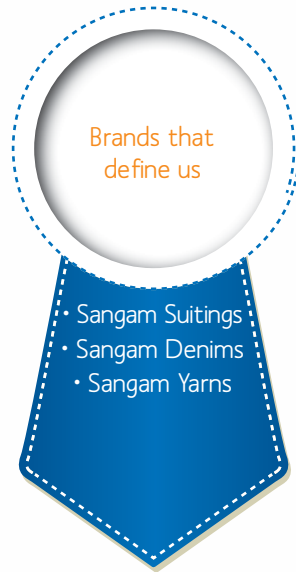 Brands that
define us
• Sangam Suitings
• Sangam Denims
• Sangam Yarns